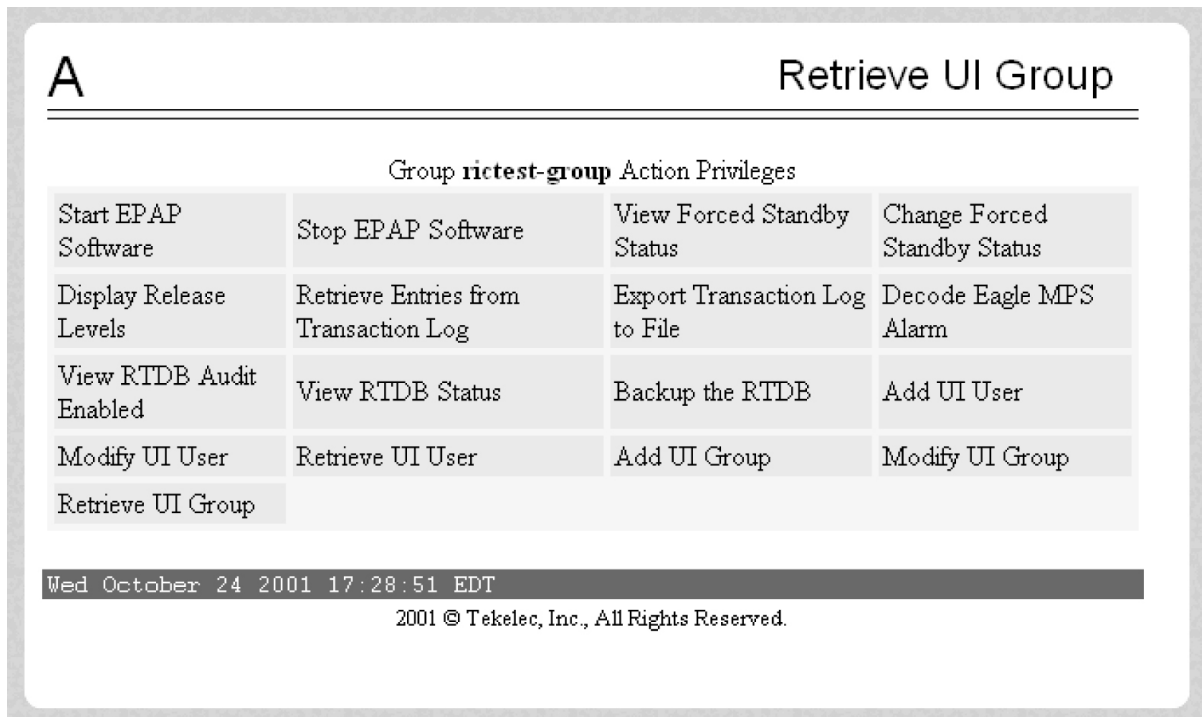 A
Retrieve UI Group
Group rictest-group Action Privileges
Start EPAP
Software
Stop EPAP Software
View Forced Standby
Status
Change Forced
Standby Status
Display Release
Levels
Retrieve Entries from
Transaction Log
Export Transaction Log
to File
Decode Eagle MPS
Alarm
View RTDB Audit
Enabled
View RTDB Status
Backup the RTDB
Add UI User
Modify UI User
Retrieve UI User
Add UI Group
Modify UI Group
Retrieve UI Group
Wed October 24 2001 17:28:51 EDT
2001 © Tekelec, Inc., All Rights Reserved.